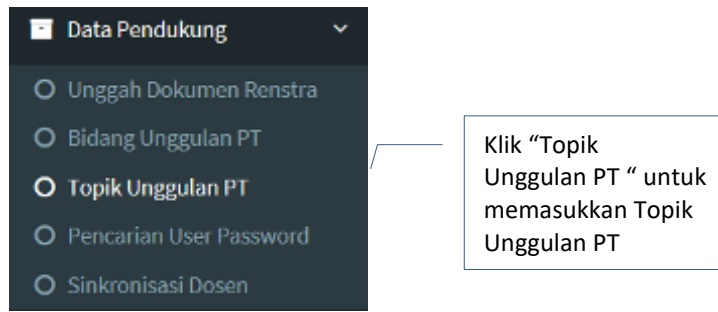 Data Pendukung
Unggah Dokumen Renstra
Bidang Unggulan PT
Topik Unggulan PT
Pencarian User Password
Sinkronisasi Dosen
Klik “Topik
Unggulan PT “ untuk
memasukkan Topik
Unggulan PT